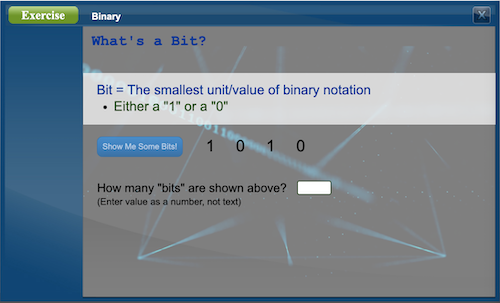 Exercise
Binary
X
What's a Bit?
Bit = The smallest unit/value of binary notation
• Either a "1" or a "0"
Show Me Some Bits!
1 0 1 0
How many "bits" are shown above?
(Enter value as a number, not text)